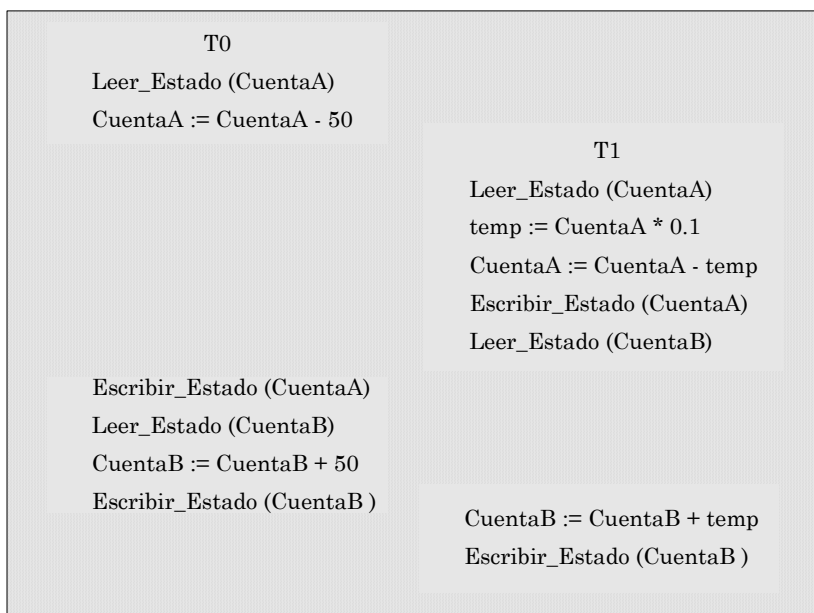 T0
Leer_Estado (CuentaA)
CuentaA := CuentaA - 50
T1
Leer_Estado (CuentaA)
temp := CuentaA * 0.1
CuentaA := CuentaA - temp
Escribir_Estado (CuentaA)
Leer_Estado (CuentaB)
Escribir_Estado (CuentaA)
Leer_Estado (CuentaB)
CuentaB := CuentaB + 50
Escribir_Estado (CuentaB )
CuentaB := CuentaB + temp
Escribir_Estado (CuentaB )